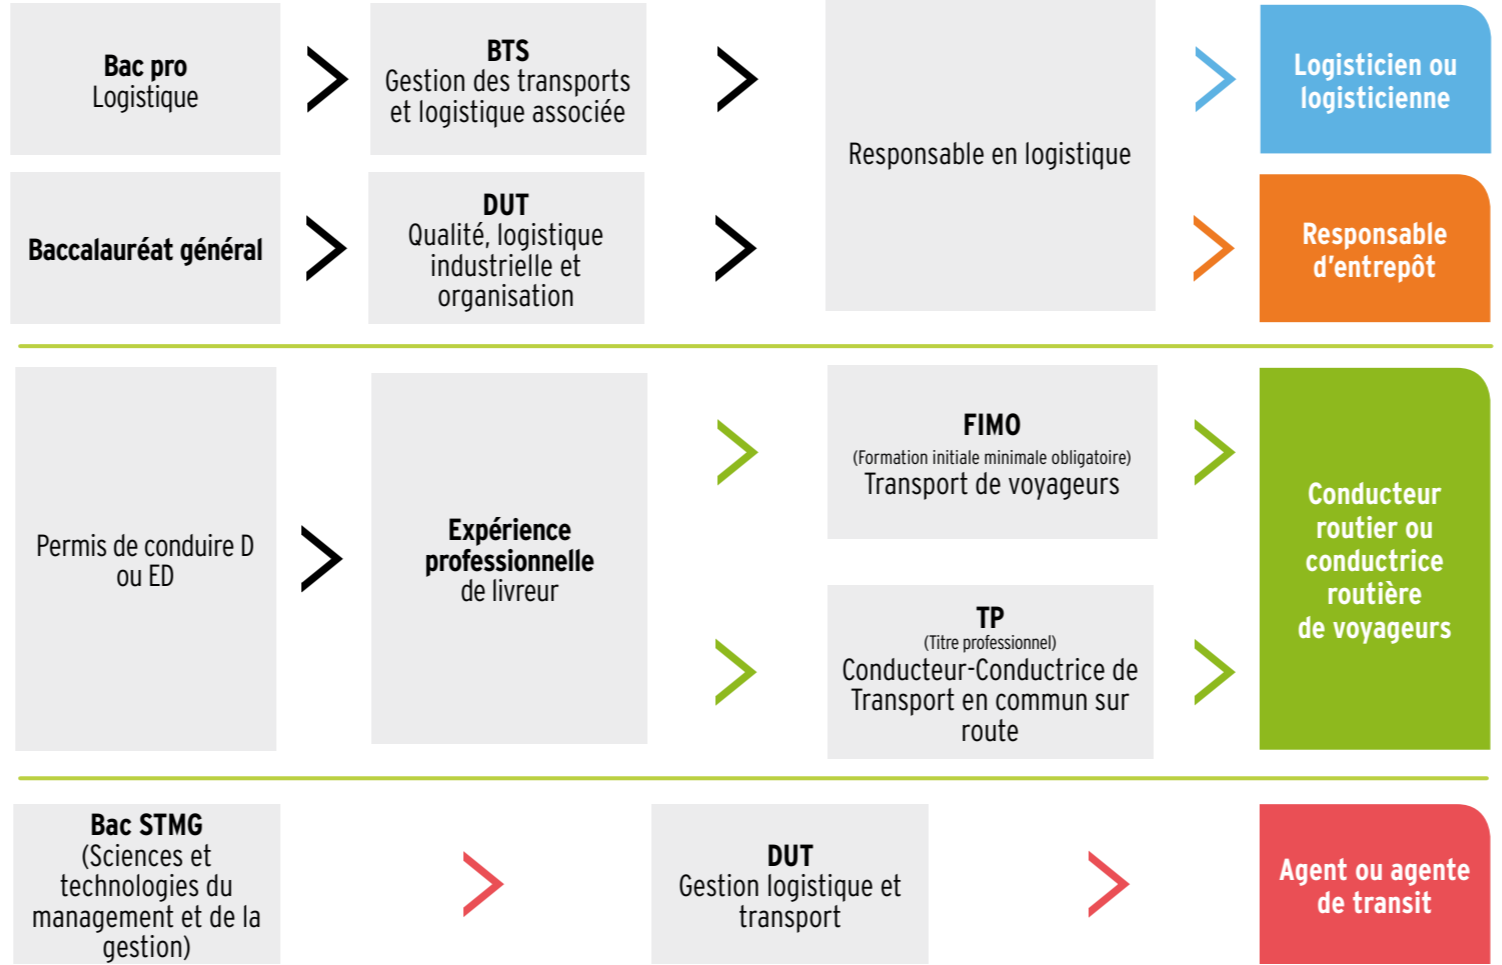 Bac pro
Logistique
BTS
Gestion des transports
et logistique associée
Responsable en logistique
Logisticien ou
logisticienne
Baccalauréat général
DUT
Qualité, logistique
industrielle et
organisation
Responsable
d'entrepôt
Permis de conduire D
ou ED
Expérience
professionnelle
de livreur
FIMO
(Formation initiale minimale obligatoire)
Transport de voyageurs
TP
(Titre professionnel)
Conducteur-Conductrice de
Transport en commun sur
route
Conducteur
routier ou
conductrice
routière
de voyageurs
Bac STMG
(Sciences et
technologies du
management et de la
gestion)
DUT
Gestion logistique et
transport
Agent ou agente
de transit